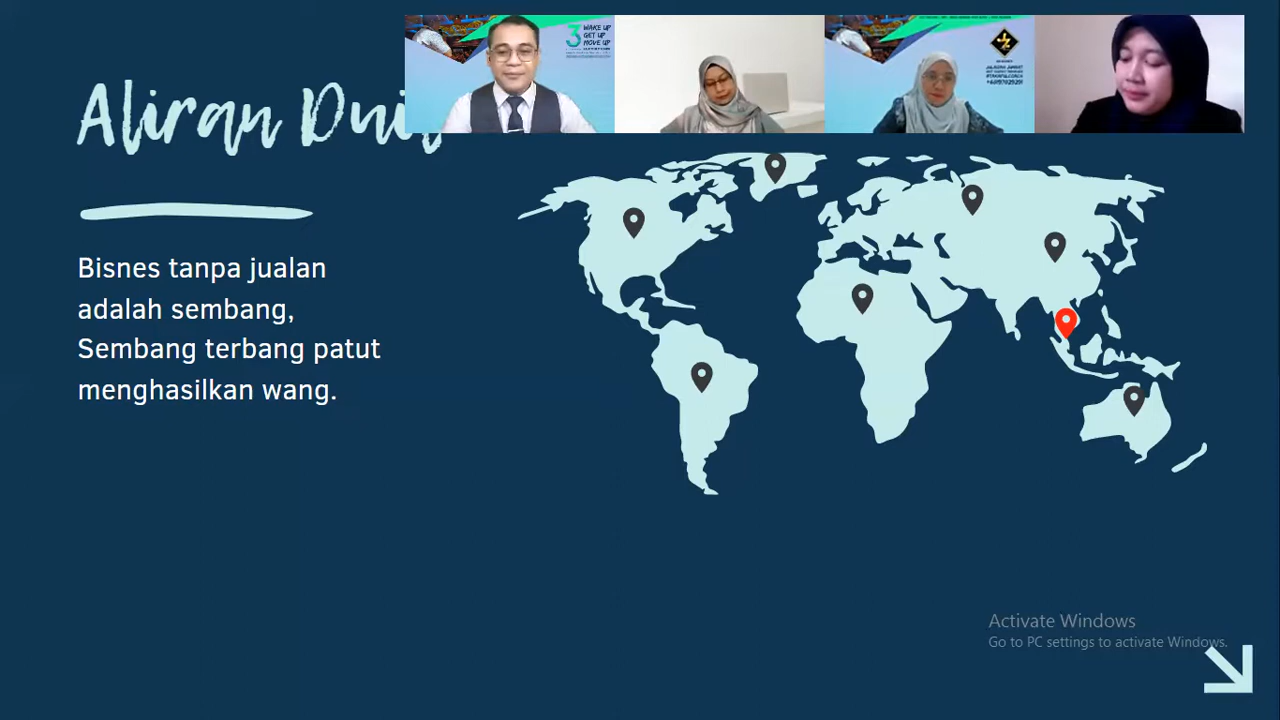 3 WAKE UP
GET UP
MOVE UP
Aliran
Bisnes tanpa jualan
adalah sembang,
Sembang terbang patut
menghasilkan wang.
Activate Windows
Go to PC settings to activate Windows.